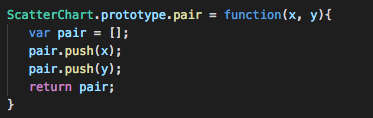 ScatterChart.prototype.pair = function(x, y){
var pair = [];
pair.push(x);
pair.push(y);
return pair;
}